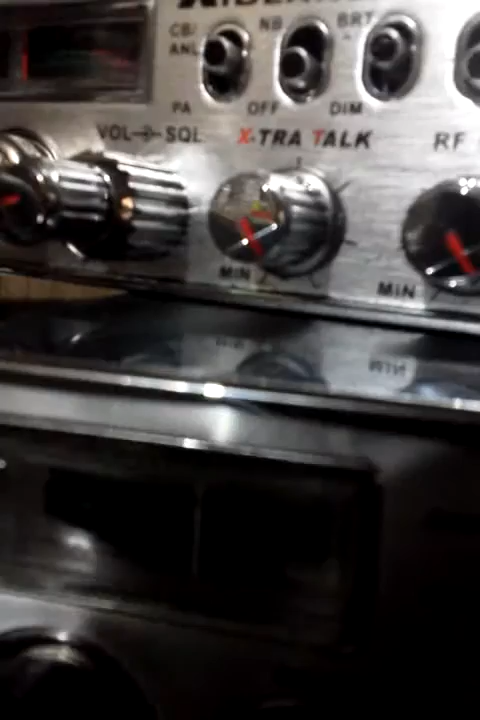 CB/ NB BRT
ANL
PA OFF DIM
VOL SQL X-TRA TALK RF
MIN MIN